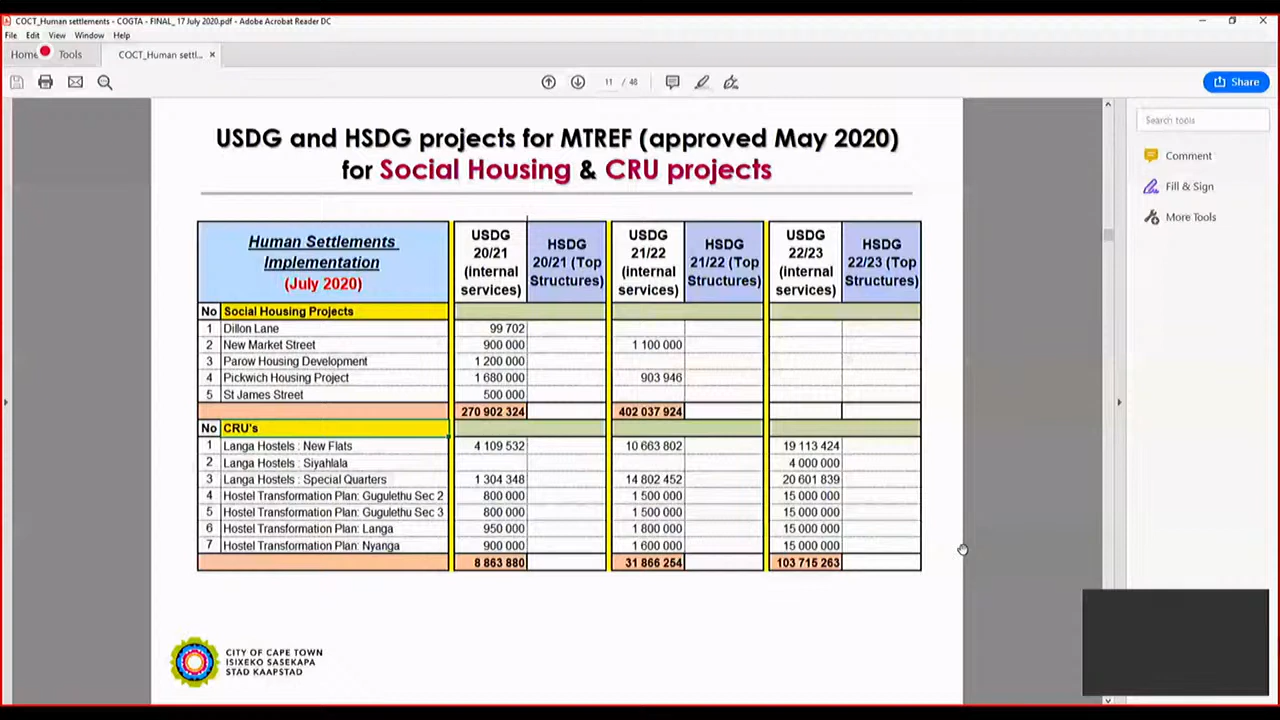 COCT_Human settlements - COGTA - FINAL_ 17 July 2020.pdf - Adobe Acrobat Reader DC
File Edit View Window Help
Home Tools COCT_Human settl... ×
11 / 48
Share
USDG and HSDG projects for MTREF (approved May 2020)
for Social Housing & CRU projects
Human Settlements Implementation (July 2020) USDG 20/21 (internal services) HSDG 20/21 (Top Structures) USDG 21/22 (internal services) HSDG 21/22 (Top Structures) USDG 22/23 (internal services) HSDG 22/23 (Top Structures)
No Social Housing Projects
1 Dillon Lane 99 702
2 New Market Street 900 000 1 100 000
3 Parow Housing Development 1 200 000
4 Pickwich Housing Project 1 680 000 903 946
5 St James Street 500 000
270 902 324 402 037 924
No CRU's
1 Langa Hostels : New Flats 4 109 532 10 663 802 19 113 424
2 Langa Hostels : Siyahlala 4 000 000
3 Langa Hostels : Special Quarters 1 304 348 14 802 452 20 601 839
4 Hostel Transformation Plan: Gugulethu Sec 2 800 000 1 500 000 15 000 000
5 Hostel Transformation Plan: Gugulethu Sec 3 800 000 1 500 000 15 000 000
6 Hostel Transformation Plan: Langa 950 000 1 800 000 15 000 000
7 Hostel Transformation Plan: Nyanga 900 000 1 600 000 15 000 000
8 863 880 31 866 254 103 715 263
CITY OF CAPE TOWN
ISIXEKO SASEKAPA
STAD KAAPSTAD
Search tools
Comment
Fill & Sign
More Tools